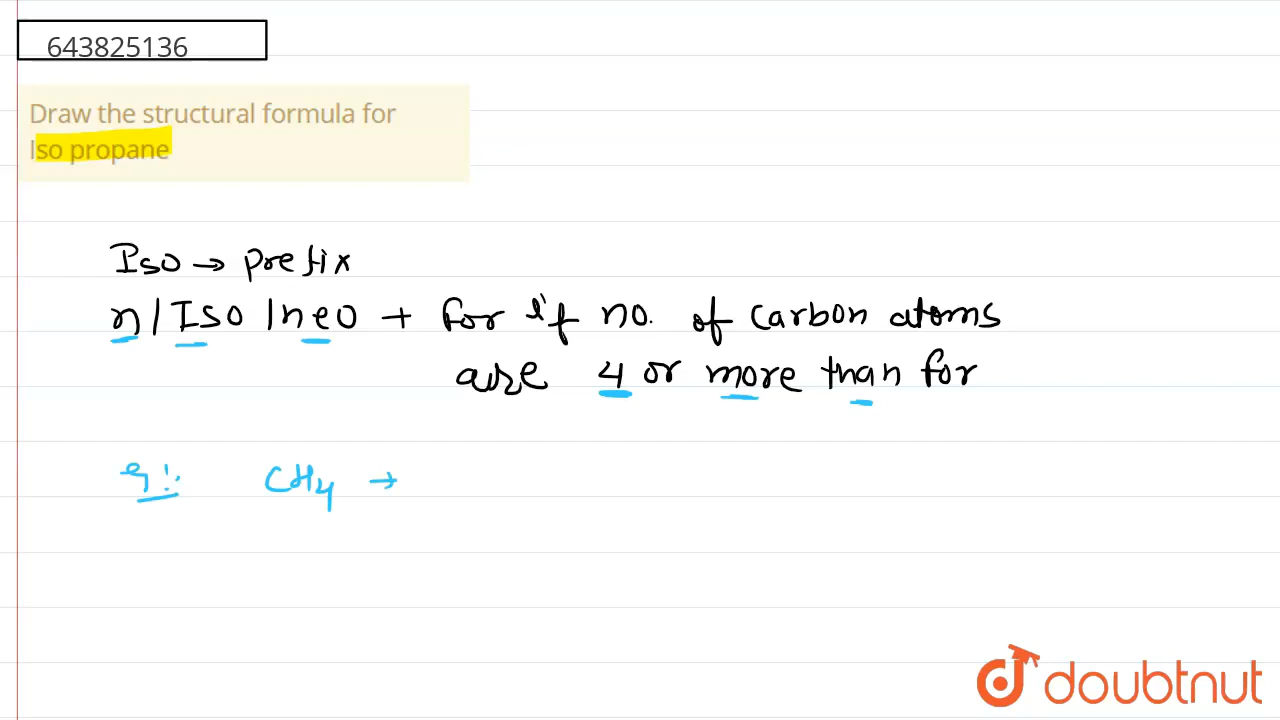 643825136
Draw the structural formula for
Iso propane
Iso → prefix
n/Iso/neo + for if no. of carbon atoms
are 4 or more than for
eg:- CH4 →
doubtnut